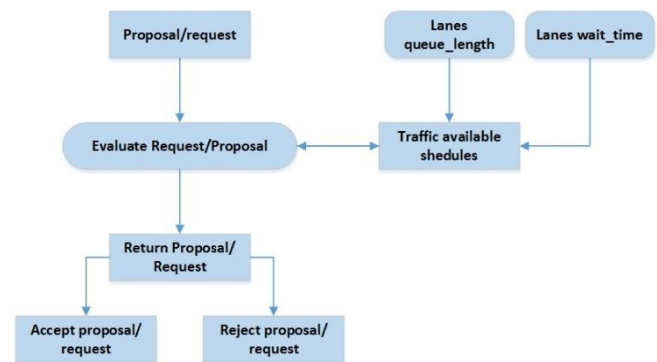 Proposal/request
Lanes
queue_length
Lanes wait_time
Evaluate Request/Proposal
Traffic available
shedules
Return Proposal/
Request
Accept proposal/
request
Reject proposal/
request